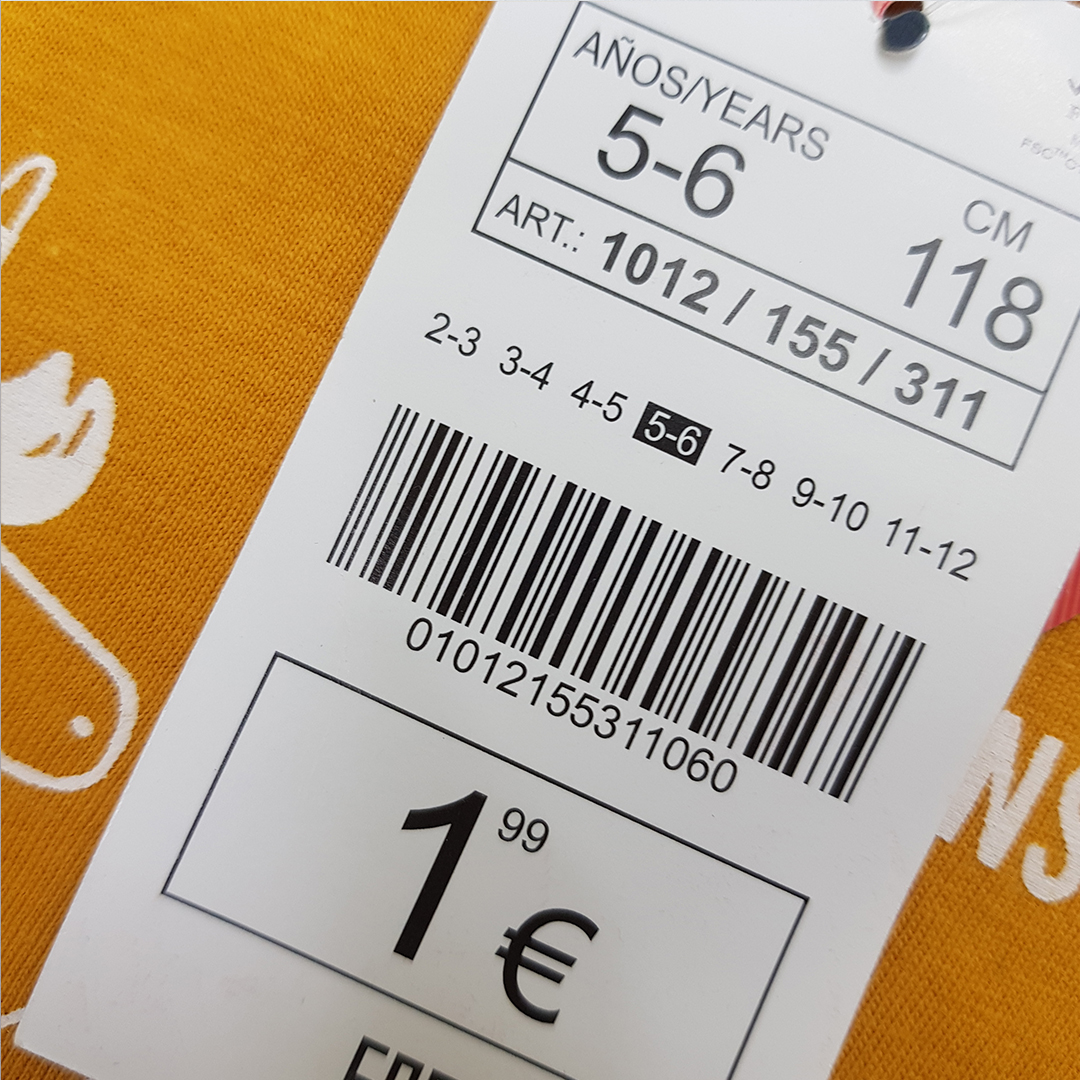 AÑOS/YEARS
5-6
CM
118
ART.: 1012 / 155 / 311
2-3 3-4 4-5 5-6 7-8 9-10 11-12
01012155311060
1 99 €
NS